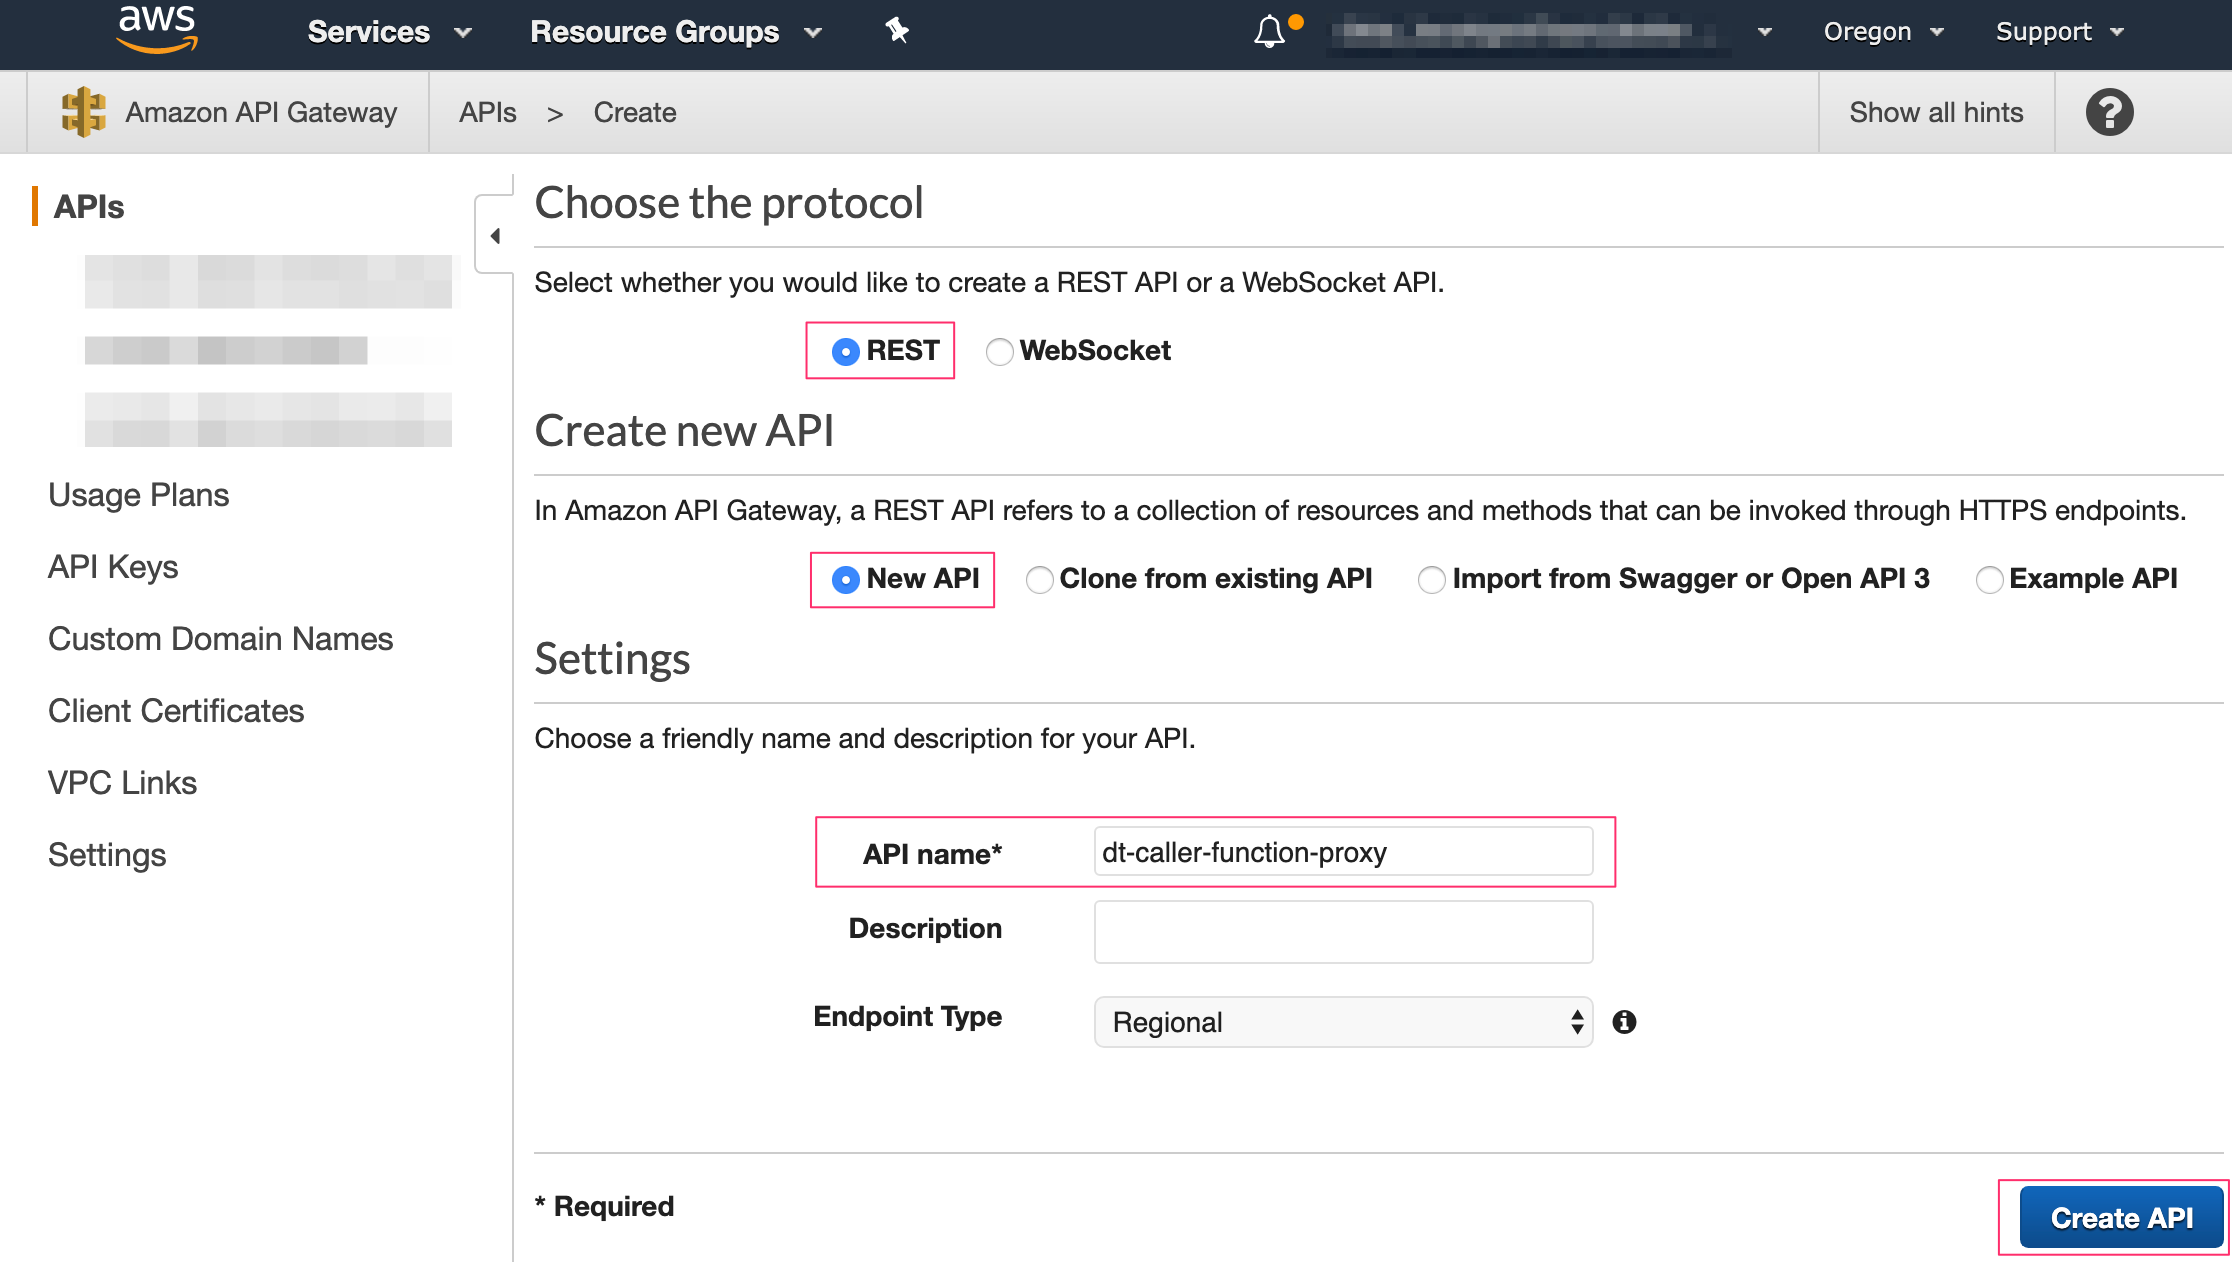 aws Services Resource Groups Oregon Support
Amazon API Gateway APIs > Create Show all hints ?
APIs
Usage Plans
API Keys
Custom Domain Names
Client Certificates
VPC Links
Settings
Choose the protocol
Select whether you would like to create a REST API or a WebSocket API.
REST WebSocket
Create new API
In Amazon API Gateway, a REST API refers to a collection of resources and methods that can be invoked through HTTPS endpoints.
New API Clone from existing API Import from Swagger or Open API 3 Example API
Settings
Choose a friendly name and description for your API.
API name* dt-caller-function-proxy
Description
Endpoint Type Regional
* Required
Create API